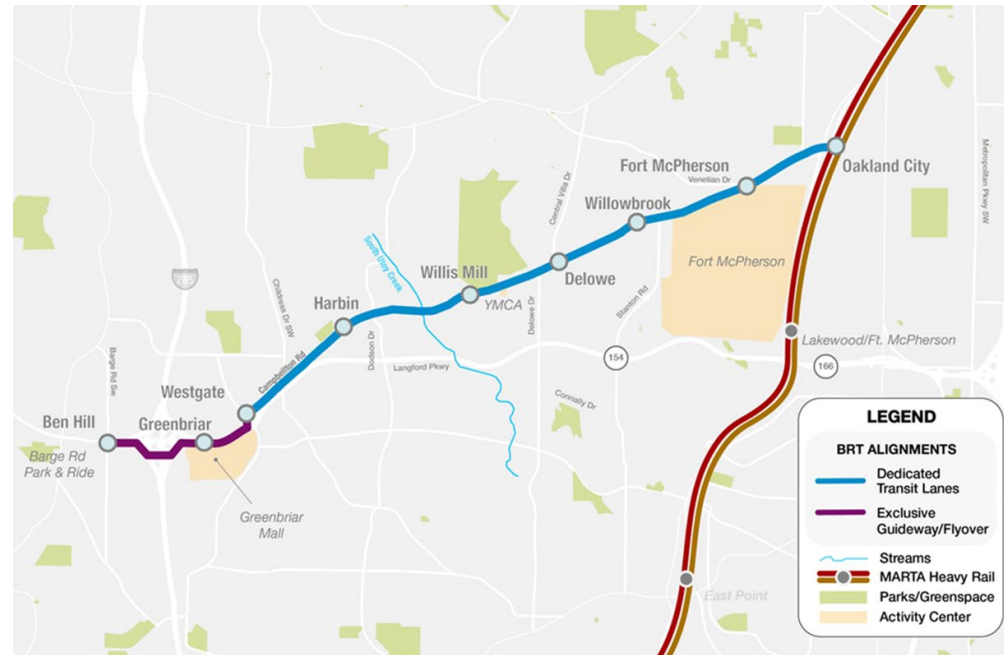 Oakland City
Metropolitan Pkwy SW
Fort McPherson
Venetian Dr
Central Villa Dr
Willowbrook
Fort McPherson
South Utoy Creek
Willis Mill
YMCA
Delowe
Delowe Dr
Stanton Rd
Harbin
Childress Dr SW
Dodson Dr
Campbellton Rd
Langford Pkwy
154
Lakewood/Ft. McPherson
166
Barge Rd Sw
Westgate
Connally Dr
Ben Hill
Greenbriar
Barge Rd
Park & Ride
Greenbriar
Mall
East Point
LEGEND
BRT ALIGNMENTS
Dedicated
Transit Lanes
Exclusive
Guideway/Flyover
Streams
MARTA Heavy Rail
Parks/Greenspace
Activity Center